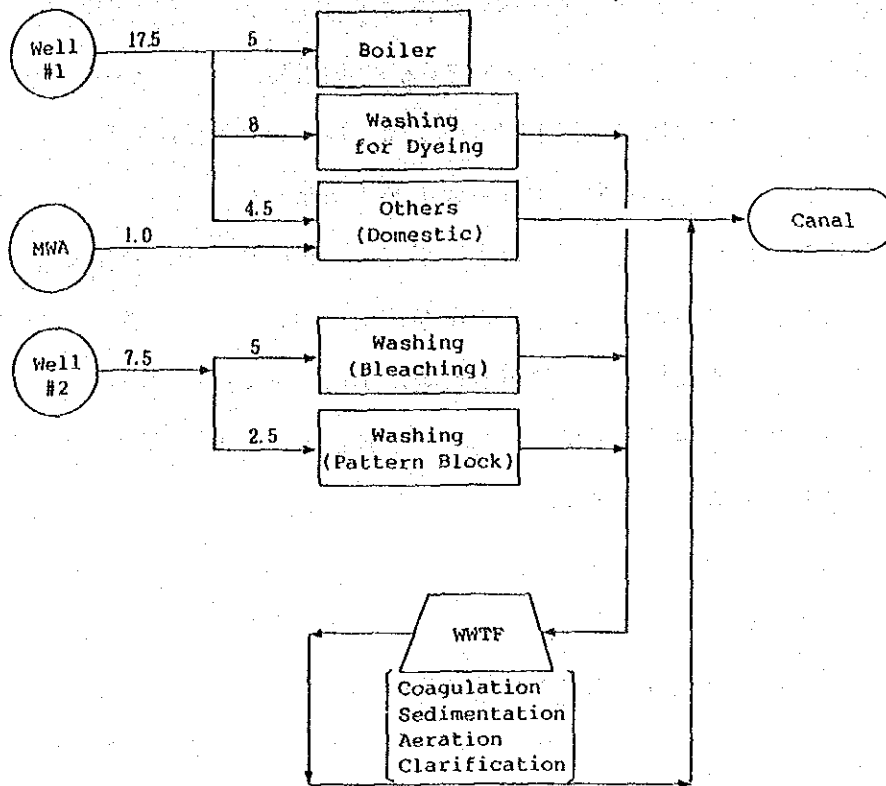 Well
#1
17.5
5
Boiler
8
Washing
for Dyeing
4.5
Others
(Domestic)
Canal
MWA
1.0
Well
#2
7.5
5
Washing
(Bleaching)
2.5
Washing
(Pattern Block)
WWTF
Coagulation
Sedimentation
Aeration
Clarification